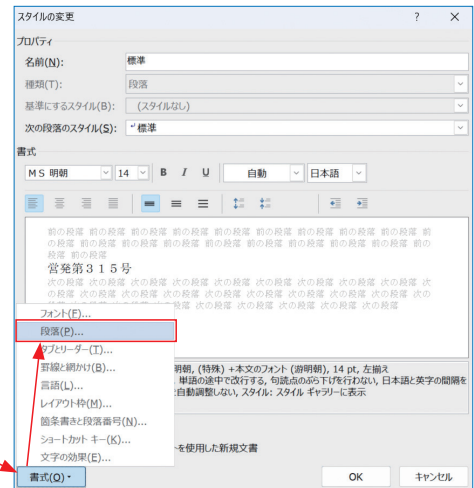 スタイルの変更 ? X
プロパティ
名前(N): 標準
種類(T): 段落
基準にするスタイル(B): (スタイルなし)
次の段落のスタイル(S): 標準
書式
MS 明朝 14 B I U 自動 日本語
前の段落 前の段落 前の段落 前の段落 前の段落 前の段落 前の段落 前の段落 前の段落 前
の段落 前の段落 前の段落 前の段落 前の段落 前の段落 前の段落 前の段落 前の段落 前の
段落 前の段落
営発第315号
次の段落 次の段落 次の段落 次の段落 次の段落 次の段落 次の段落 次の段落 次の段落 次
の段落 次の段落 次の段落 次の段落 次の段落 次の段落 次の段落 次の段落 次の段落 次の
次の段落 次の段落 次の段落 次の段落 次の段落
フォント(F)...
段落(P)...
タブとリーダー(T)...
罫線と網かけ(B)...
言語(L)...
レイアウト枠(M)...
箇条書きと段落番号(N)...
ショートカット キー(K)...
文字の効果(E)...
明朝, (特殊) +本文のフォント (游明朝), 14 pt, 左揃え
単語の途中で改行する, 句読点のぶら下げを行わない, 日本語と英字の間隔を
自動調整しない, スタイル: スタイル ギャラリーに表示
を使用した新規文書
書式(O) OK キャンセル